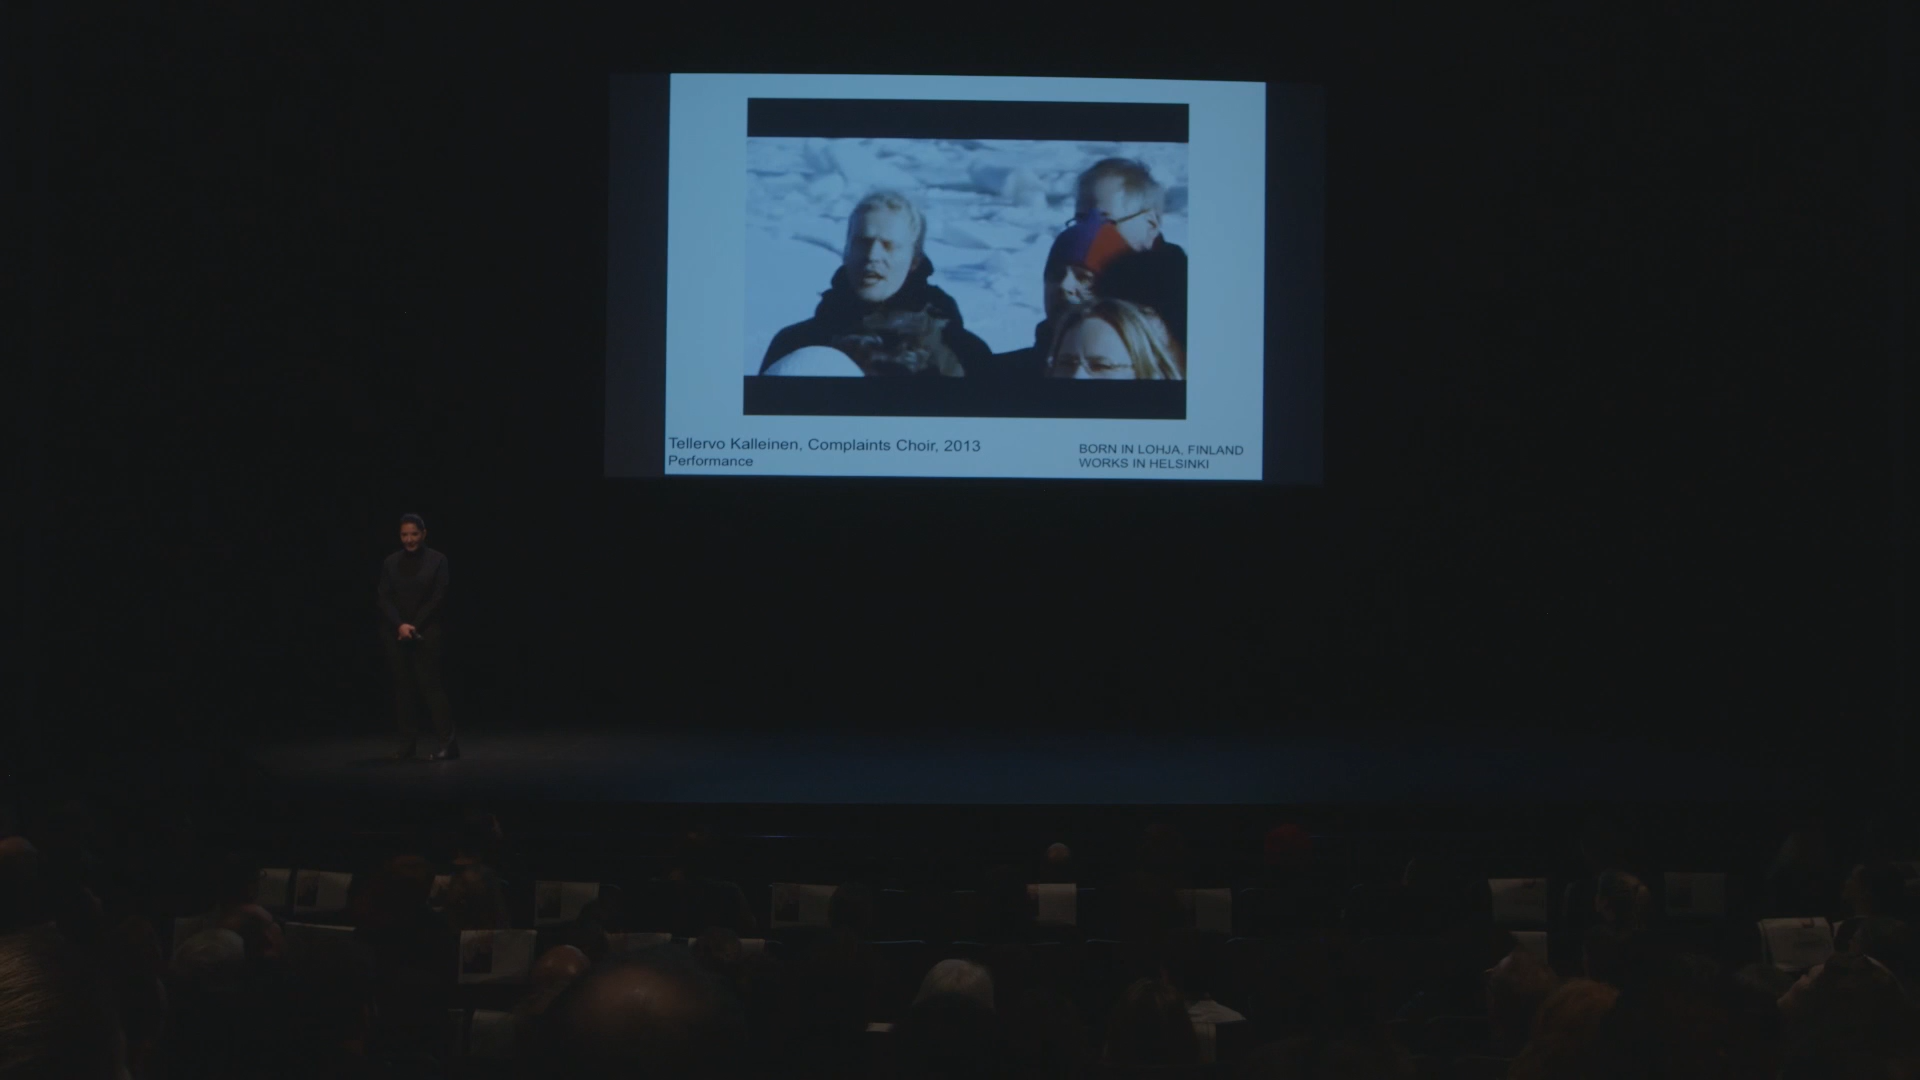 Tellervo Kalleinen, Complaints Choir, 2013
Performance
BORN IN LOHJA, FINLAND
WORKS IN HELSINKI